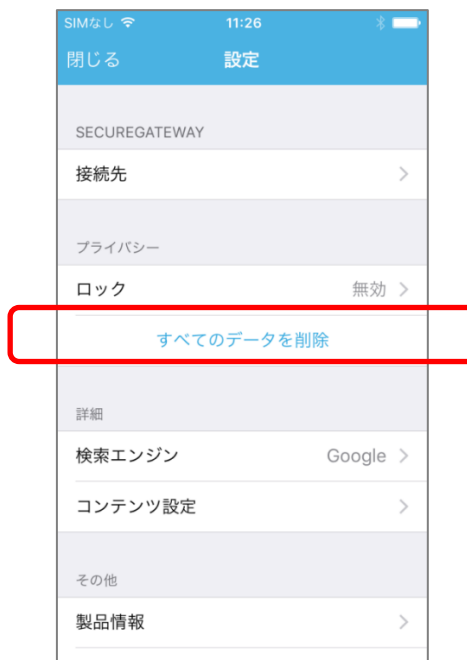 SIMなし 11:26
閉じる 設定
SECUREGATEWAY
接続先
プライバシー
ロック 無効
すべてのデータを削除
詳細
検索エンジン Google
コンテンツ設定
その他
製品情報